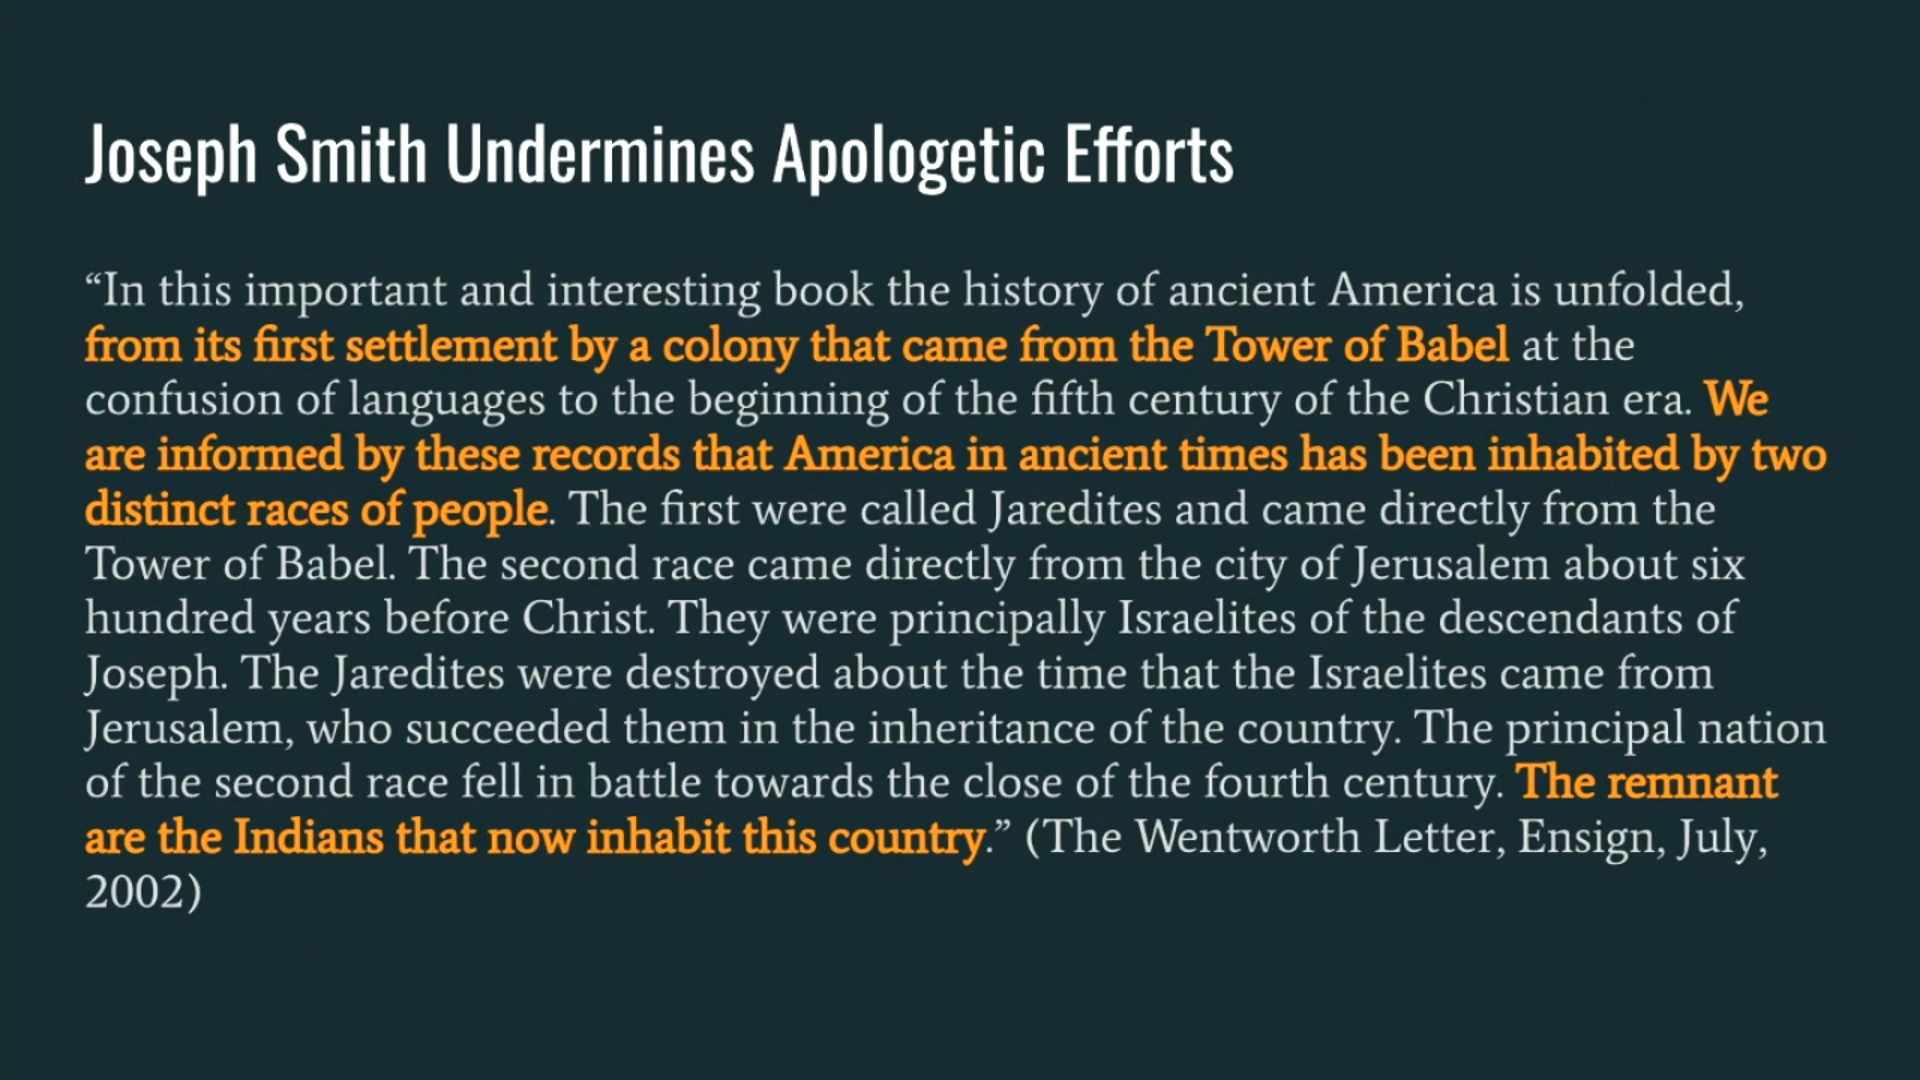 Joseph Smith Undermines Apologetic Efforts
“In this important and interesting book the history of ancient America is unfolded,
from its first settlement by a colony that came from the Tower of Babel at the
confusion of languages to the beginning of the fifth century of the Christian era. We
are informed by these records that America in ancient times has been inhabited by two
distinct races of people. The first were called Jaredites and came directly from the
Tower of Babel. The second race came directly from the city of Jerusalem about six
hundred years before Christ. They were principally Israelites of the descendants of
Joseph. The Jaredites were destroyed about the time that the Israelites came from
Jerusalem, who succeeded them in the inheritance of the country. The principal nation
of the second race fell in battle towards the close of the fourth century. The remnant
are the Indians that now inhabit this country.” (The Wentworth Letter, Ensign, July,
2002)